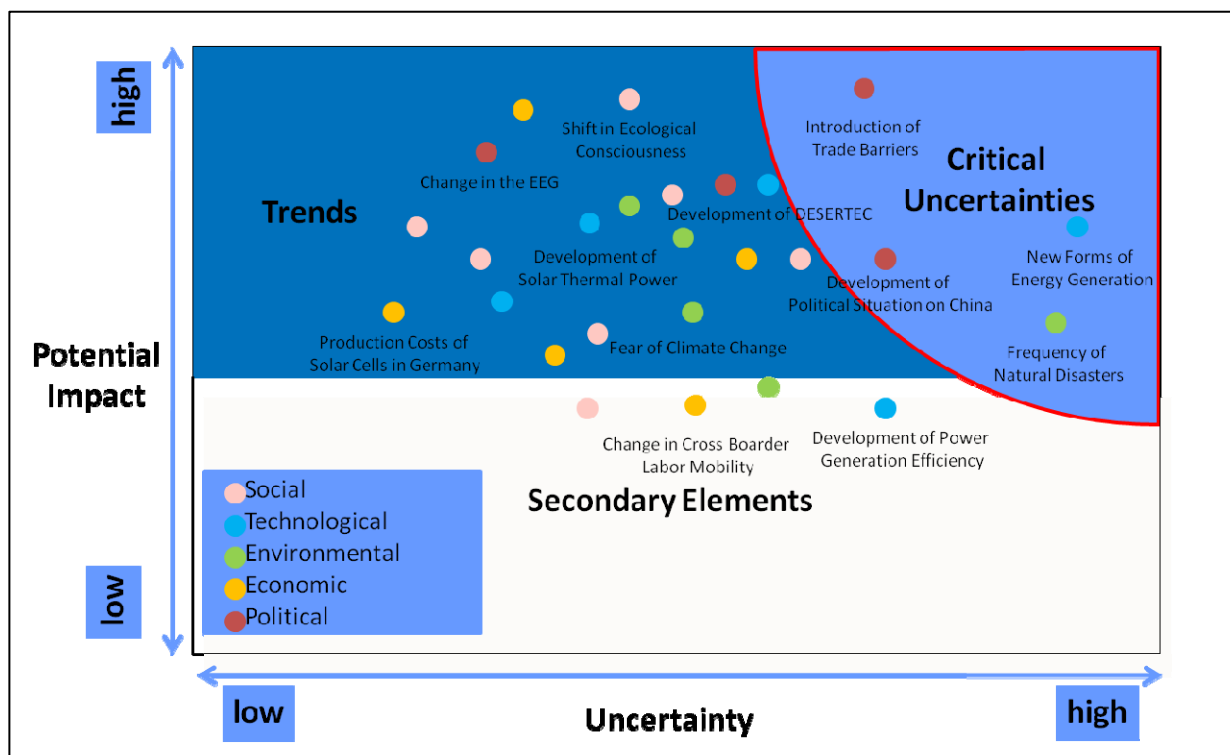 high
Shift in Ecological
Consciousness
Introduction of
Trade Barriers
Critical
Uncertainties
Change in the EEG
Trends
Development of DESERTEC
Development of
Solar Thermal Power
Development of
Political Situation on China
New Forms of
Energy Generation
Production Costs of
Solar Cells in Germany
Fear of Climate Change
Frequency of
Natural Disasters
Potential
Impact
Change in Cross Boarder
Labor Mobility
Development of Power
Generation Efficiency
Secondary Elements
Social
Technological
Environmental
Economic
Political
low
low
Uncertainty
high